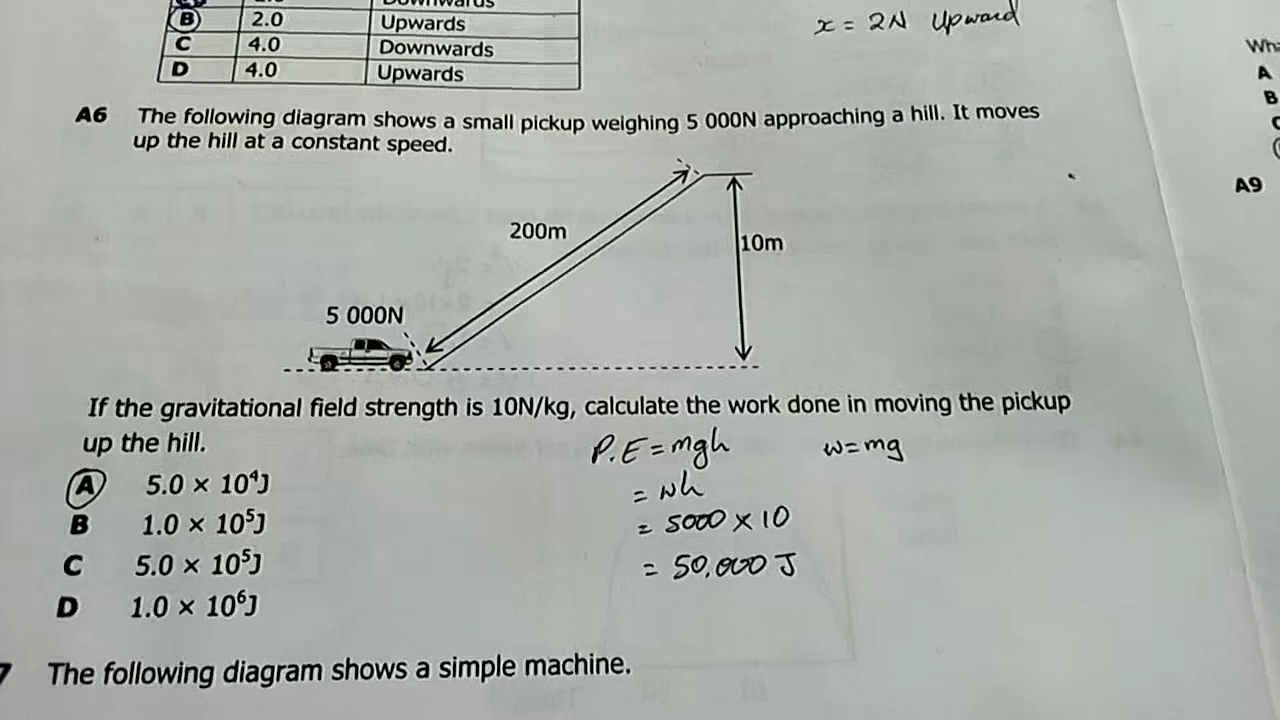 B 2.0 Upwards
C 4.0 Downwards
D 4.0 Upwards
x = 2N Upward
A6 The following diagram shows a small pickup weighing 5 000N approaching a hill. It moves
up the hill at a constant speed.
200m
10m
5 000N
If the gravitational field strength is 10N/kg, calculate the work done in moving the pickup
up the hill.
P.E = mgh
w = mg
= wh
= 5000 × 10
= 50,000 J
A 5.0 × 10⁴J
B 1.0 × 10⁵J
C 5.0 × 10⁵J
D 1.0 × 10⁶J
The following diagram shows a simple machine.
A
B
A9